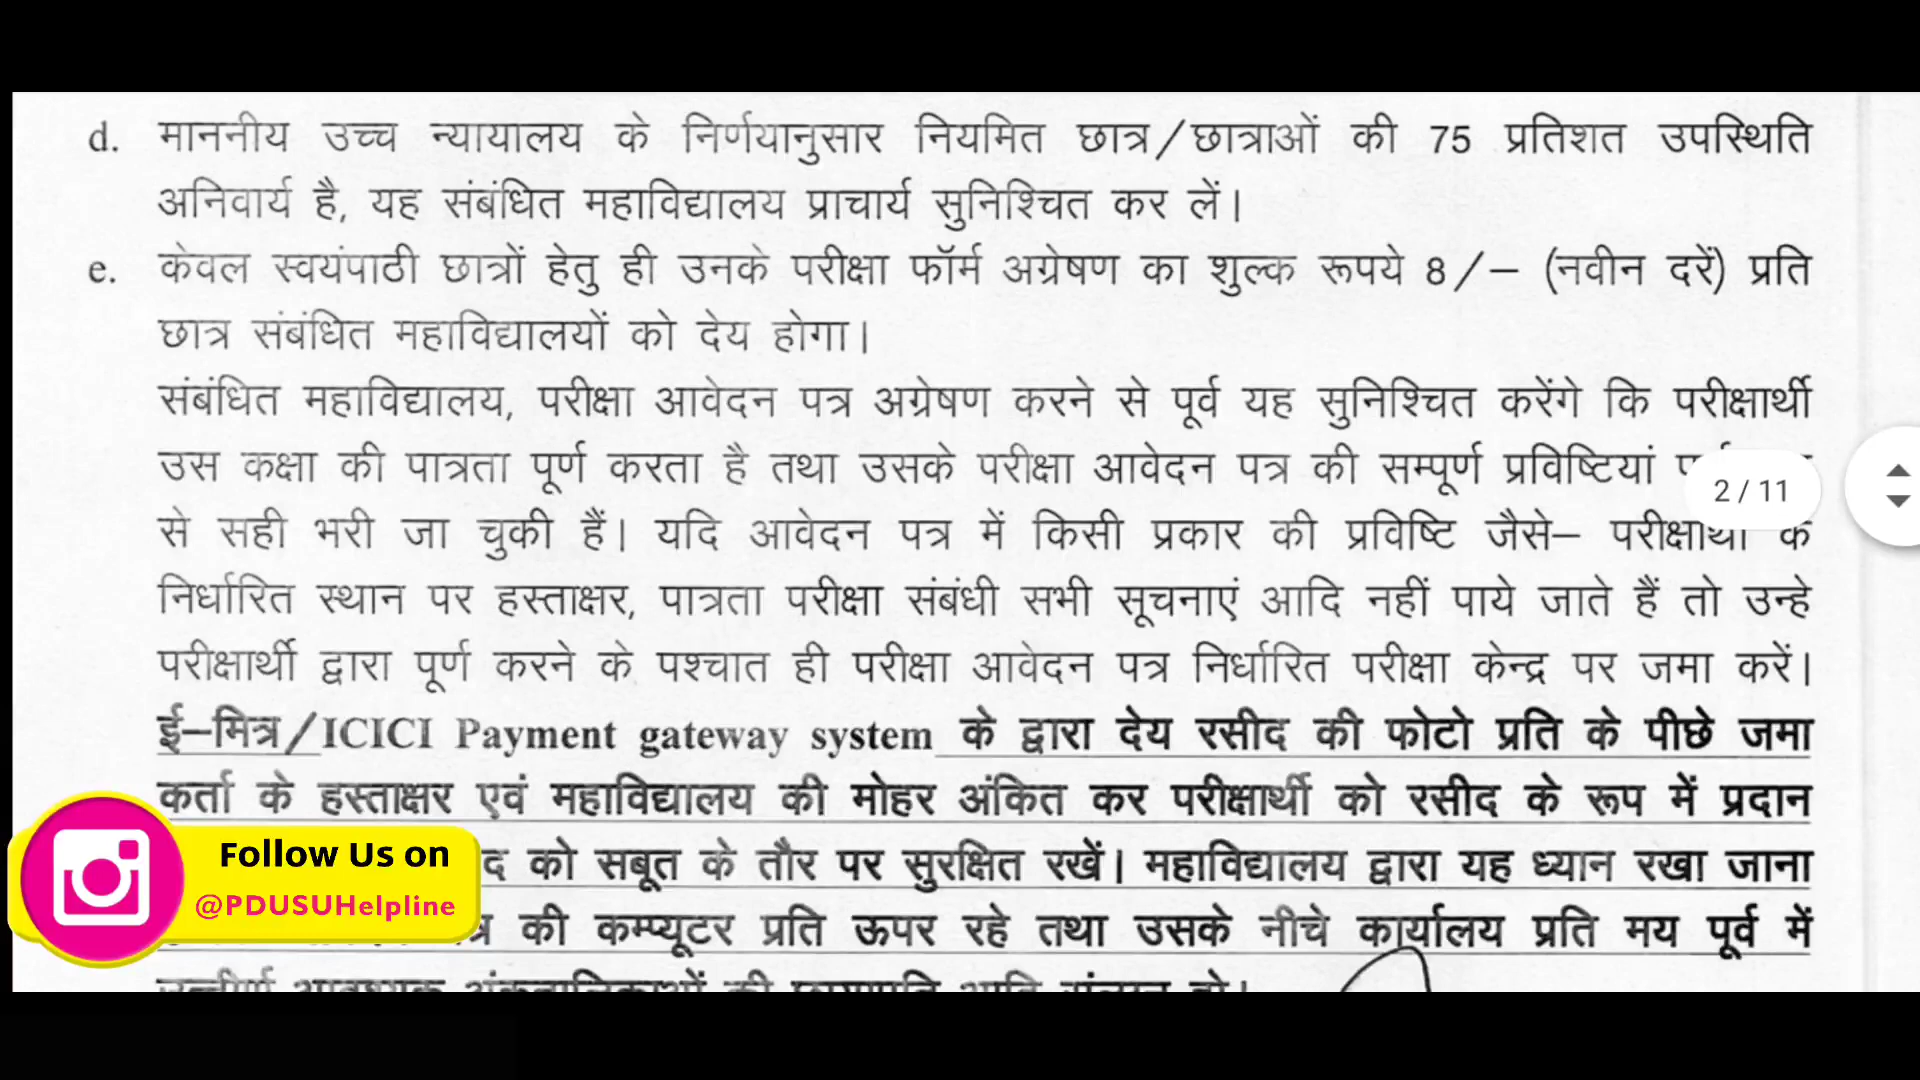 d. माननीय उच्च न्यायालय के निर्णयानुसार नियमित छात्र/छात्राओं की 75 प्रतिशत उपस्थिति
अनिवार्य है, यह संबंधित महाविद्यालय प्राचार्य सुनिश्चित कर लें।
e. केवल स्वयंपाठी छात्रों हेतु ही उनके परीक्षा फॉर्म अग्रेषण का शुल्क रूपये 8/– (नवीन दरें) प्रति
छात्र संबंधित महाविद्यालयों को देय होगा।
संबंधित महाविद्यालय, परीक्षा आवेदन पत्र अग्रेषण करने से पूर्व यह सुनिश्चित करेंगे कि परीक्षार्थी
उस कक्षा की पात्रता पूर्ण करता है तथा उसके परीक्षा आवेदन पत्र की सम्पूर्ण प्रविष्टियां
2 / 11
से सही भरी जा चुकी हैं। यदि आवेदन पत्र में किसी प्रकार की प्रविष्टि जैसे– परीक्षार्थी के
निर्धारित स्थान पर हस्ताक्षर, पात्रता परीक्षा संबंधी सभी सूचनाएं आदि नहीं पाये जाते हैं तो उन्हे
परीक्षार्थी द्वारा पूर्ण करने के पश्चात ही परीक्षा आवेदन पत्र निर्धारित परीक्षा केन्द्र पर जमा करें।
ई–मित्र/ICICI Payment gateway system के द्वारा देय रसीद की फोटो प्रति के पीछे जमा
कर्ता के हस्ताक्षर एवं महाविद्यालय की मोहर अंकित कर परीक्षार्थी को रसीद के रूप में प्रदान
को सबूत के तौर पर सुरक्षित रखें। महाविद्यालय द्वारा यह ध्यान रखा जाना
की कम्प्यूटर प्रति ऊपर रहे तथा उसके नीचे कार्यालय प्रति मय पूर्व में
Follow Us on
@PDUSUHelpline